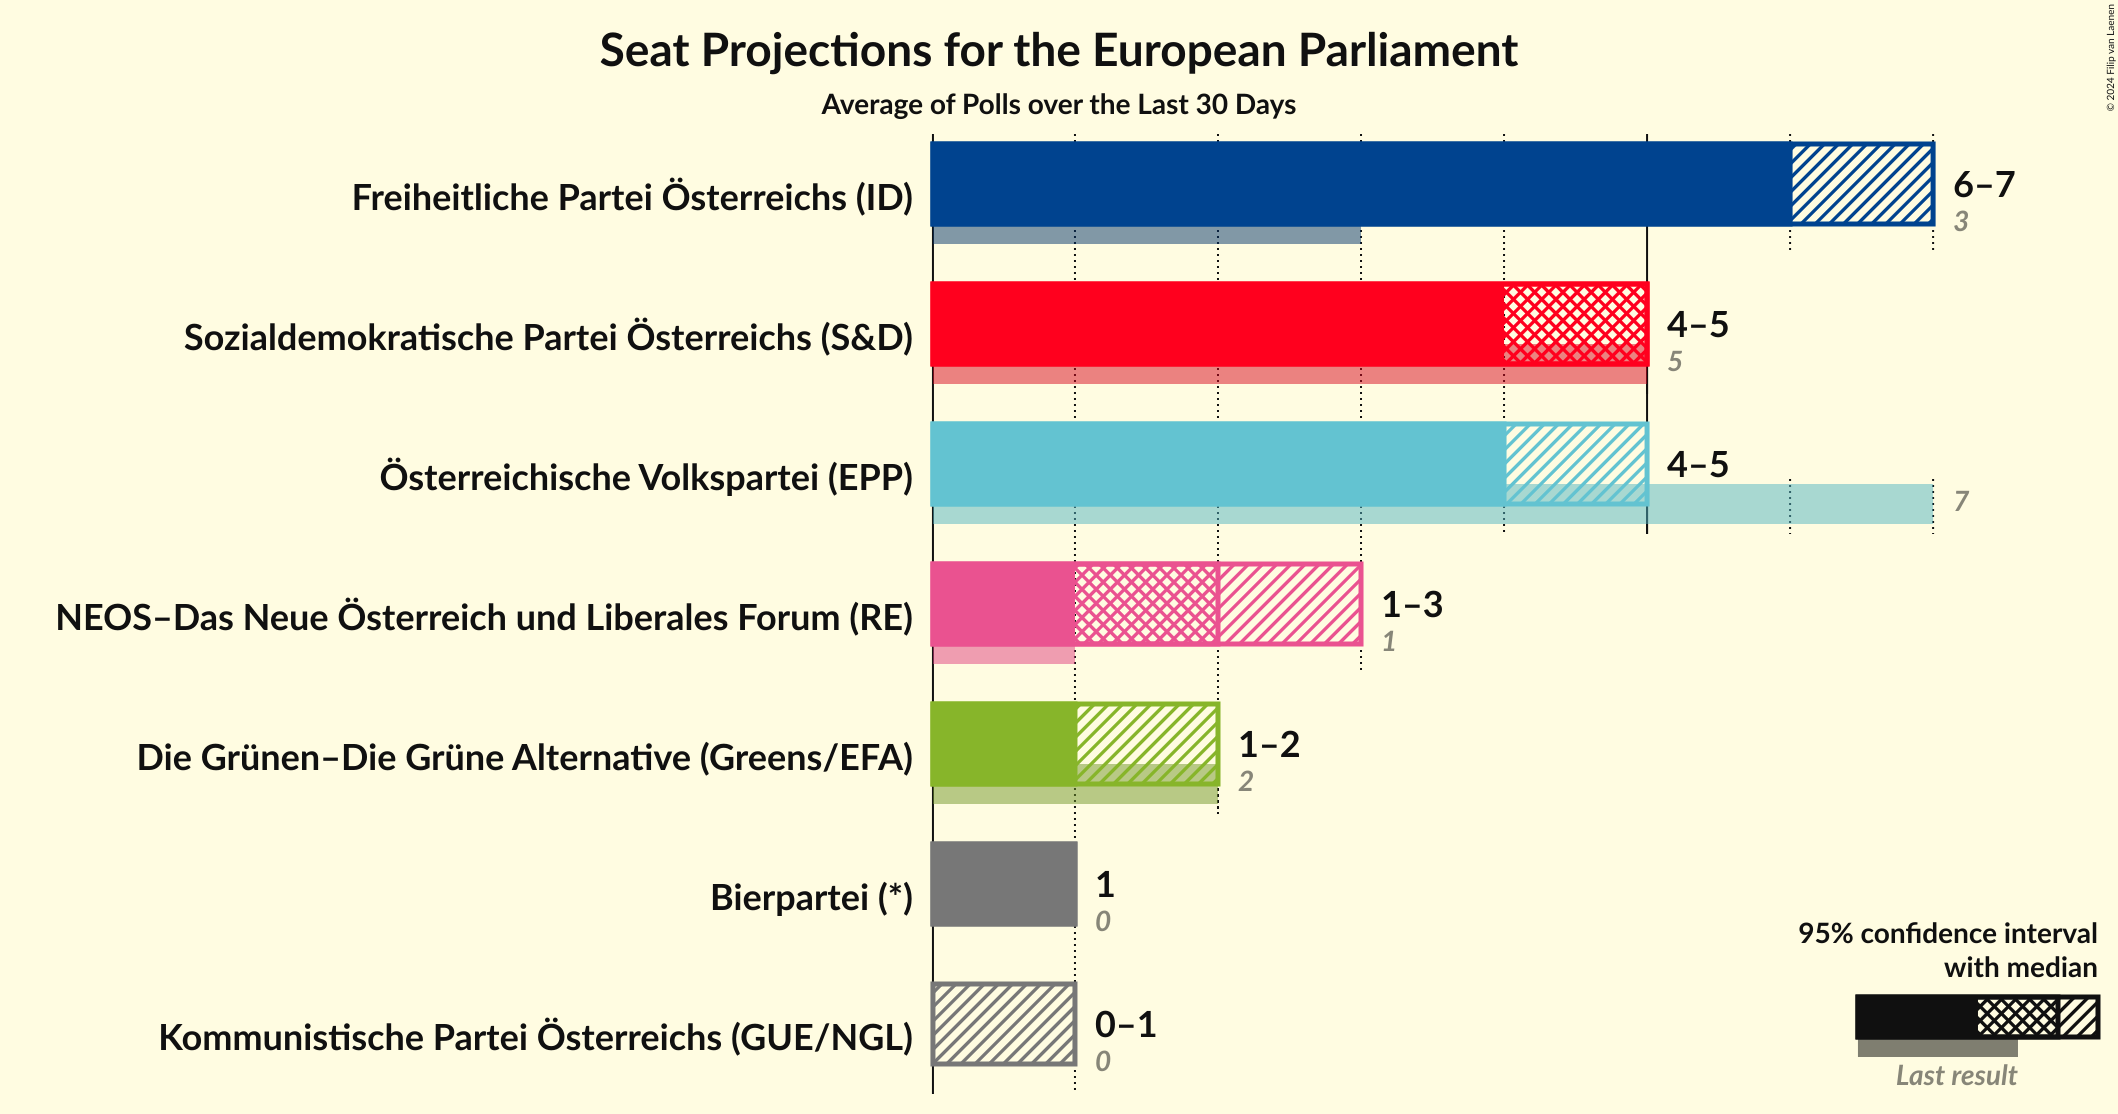 Seat Projections for the European Parliament
Average of Polls over the Last 30 Days
© 2024 Filip van Laenen
Freiheitliche Partei Österreichs (ID)
6–7
3
Sozialdemokratische Partei Österreichs (S&D)
4–5
5
Österreichische Volkspartei (EPP)
4–5
7
NEOS–Das Neue Österreich und Liberales Forum (RE)
1–3
1
Die Grünen–Die Grüne Alternative (Greens/EFA)
1–2
2
Bierpartei (*)
1
0
Kommunistische Partei Österreichs (GUE/NGL)
0–1
0
95% confidence interval
with median
Last result